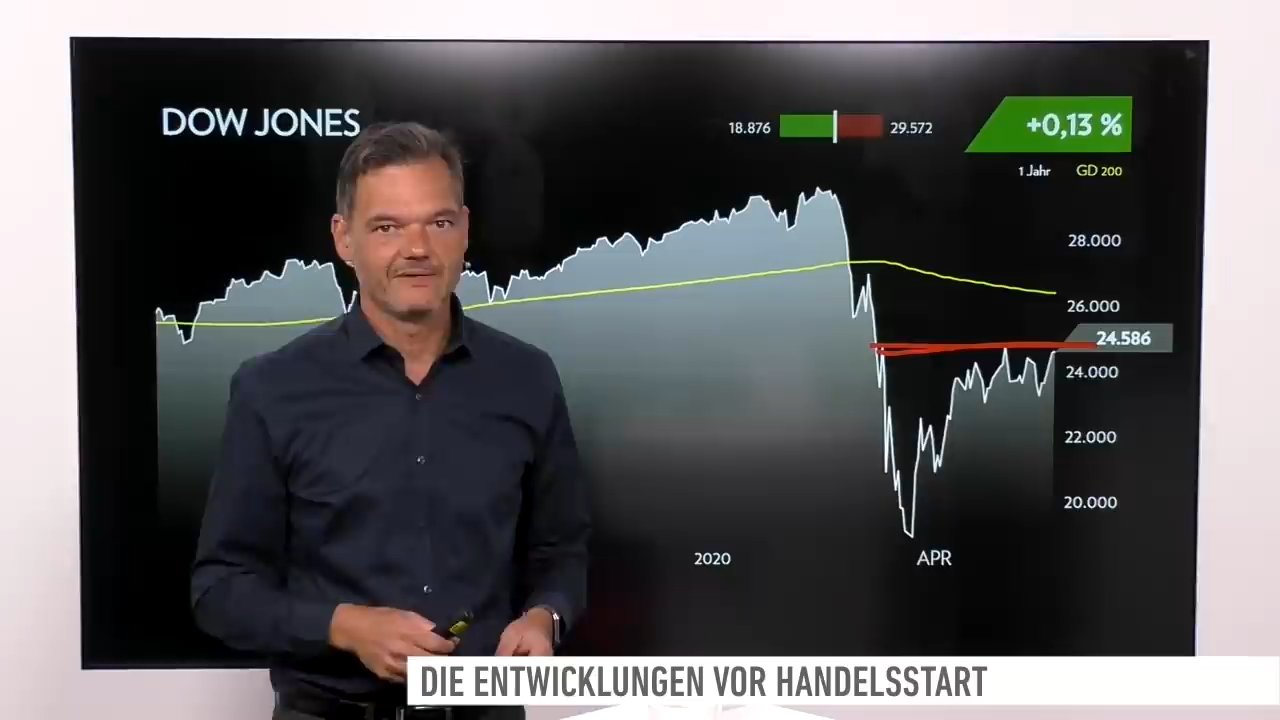 DOW JONES
18.876
29.572
+0,13 %
1 Jahr
GD 200
28.000
26.000
24.586
24.000
22.000
20.000
2020
APR
DIE ENTWICKLUNGEN VOR HANDELSSTART